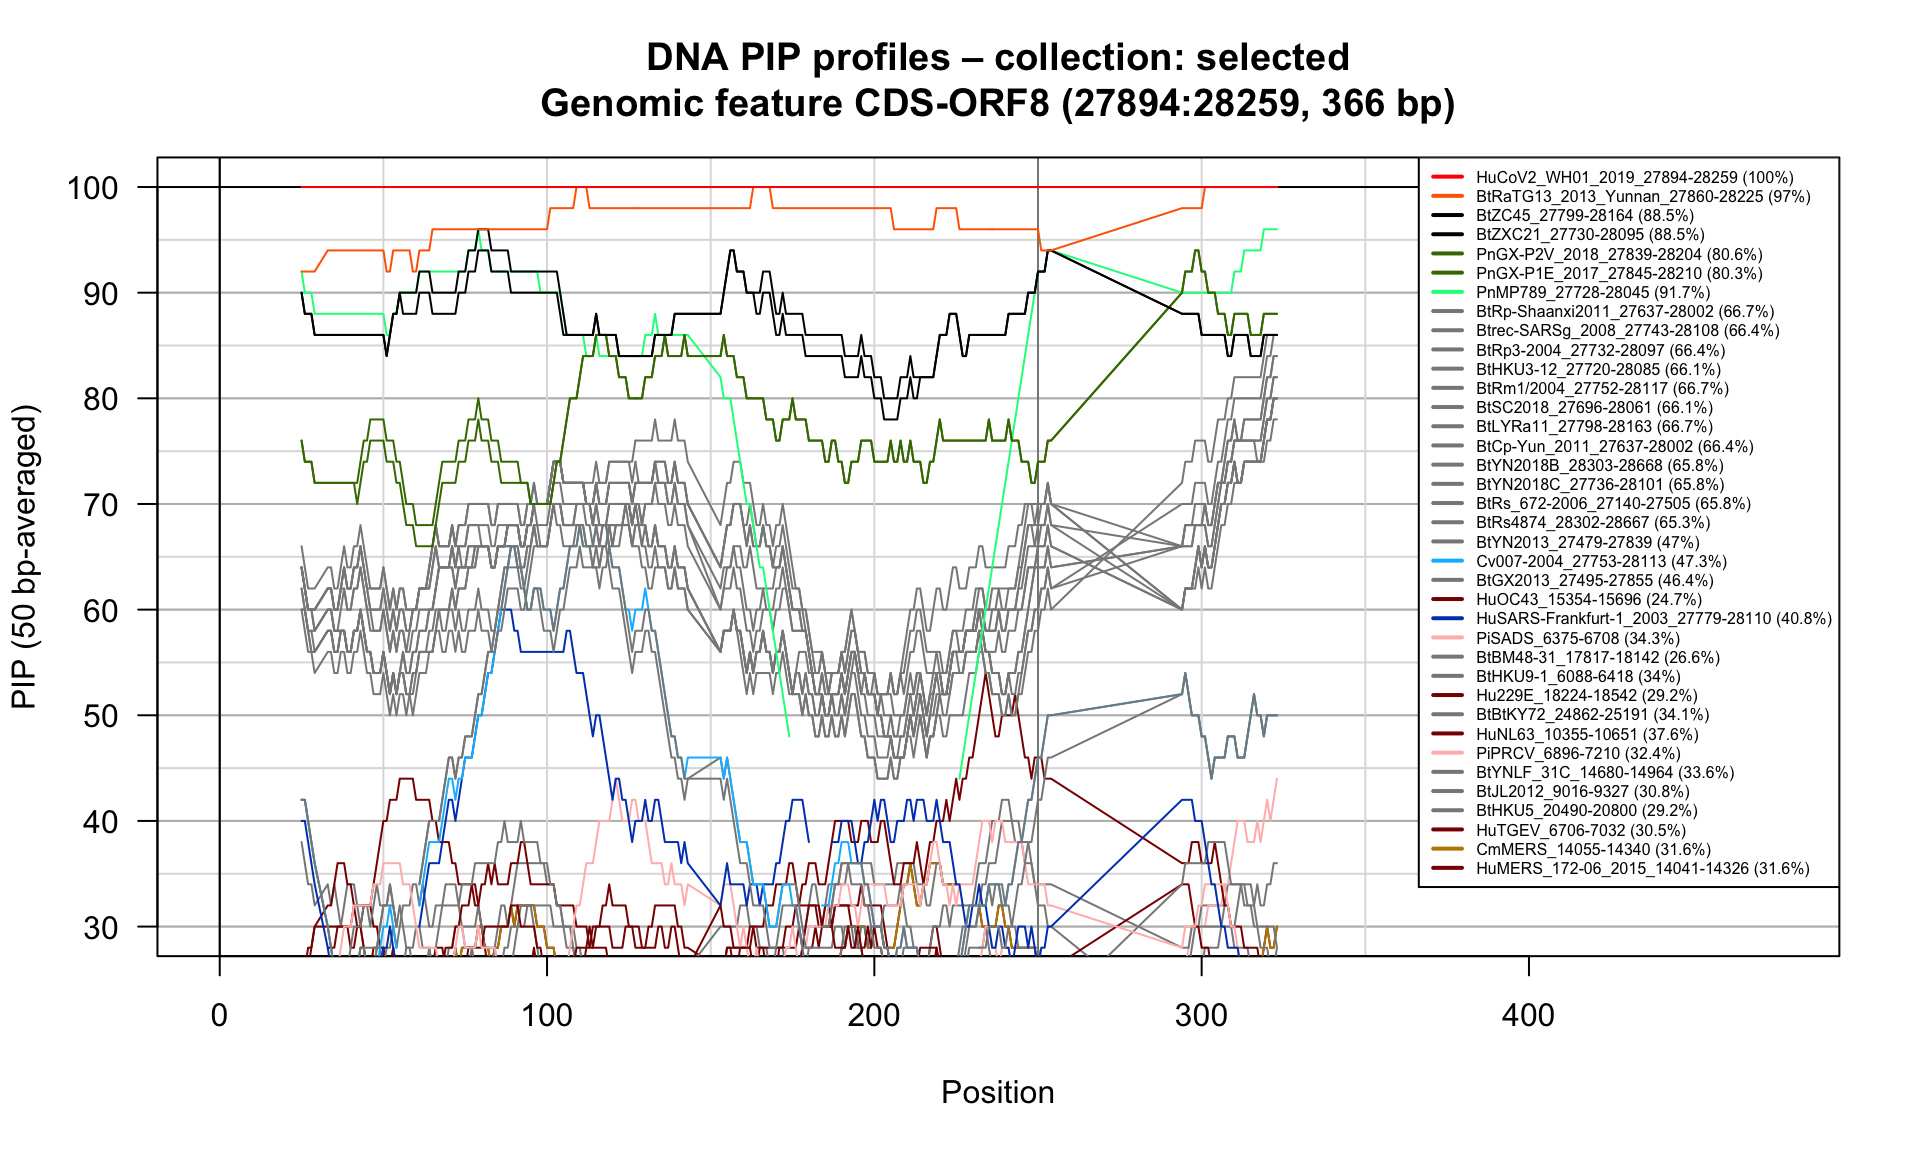 DNA PIP profiles – collection: selected
Genomic feature CDS-ORF8 (27894:28259, 366 bp)
PIP (50 bp-averaged)
100
90
80
70
60
50
40
30
0
100
200
300
400
Position
HuCoV2_WH01_2019_27894-28259 (100%)
BtRaTG13_2013_Yunnan_27860-28225 (97%)
BtZC45_27799-28164 (88.5%)
BtZXC21_27730-28095 (88.5%)
PnGX-P2V_2018_27839-28204 (80.6%)
PnGX-P1E_2017_27845-28210 (80.3%)
PnMP789_27728-28045 (91.7%)
BtRp-Shaanxi2011_27637-28002 (66.7%)
Btrec-SARSg_2008_27743-28108 (66.4%)
BtRp3-2004_27732-28097 (66.4%)
BtHKU3-12_27720-28085 (66.1%)
BtRm1/2004_27752-28117 (66.7%)
BtSC2018_27696-28061 (66.1%)
BtLYRa11_27798-28163 (66.7%)
BtCp-Yun_2011_27637-28002 (66.4%)
BtYN2018B_28303-28668 (65.8%)
BtYN2018C_27736-28101 (65.8%)
BtRs_672-2006_27140-27505 (65.8%)
BtRs4874_28302-28667 (65.3%)
BtYN2013_27479-27839 (47%)
Cv007-2004_27753-28113 (47.3%)
BtGX2013_27495-27855 (46.4%)
HuOC43_15354-15696 (24.7%)
HuSARS-Frankfurt-1_2003_27779-28110 (40.8%)
PiSADS_6375-6708 (34.3%)
BtBM48-31_17817-18142 (26.6%)
BtHKU9-1_6088-6418 (34%)
Hu229E_18224-18542 (29.2%)
BtBtKY72_24862-25191 (34.1%)
HuNL63_10355-10651 (37.6%)
PiPRCV_6896-7210 (32.4%)
BtYNLF_31C_14680-14964 (33.6%)
BtJL2012_9016-9327 (30.8%)
BtHKU5_20490-20800 (29.2%)
HuTGEV_6706-7032 (30.5%)
CmMERS_14055-14340 (31.6%)
HuMERS_172-06_2015_14041-14326 (31.6%)